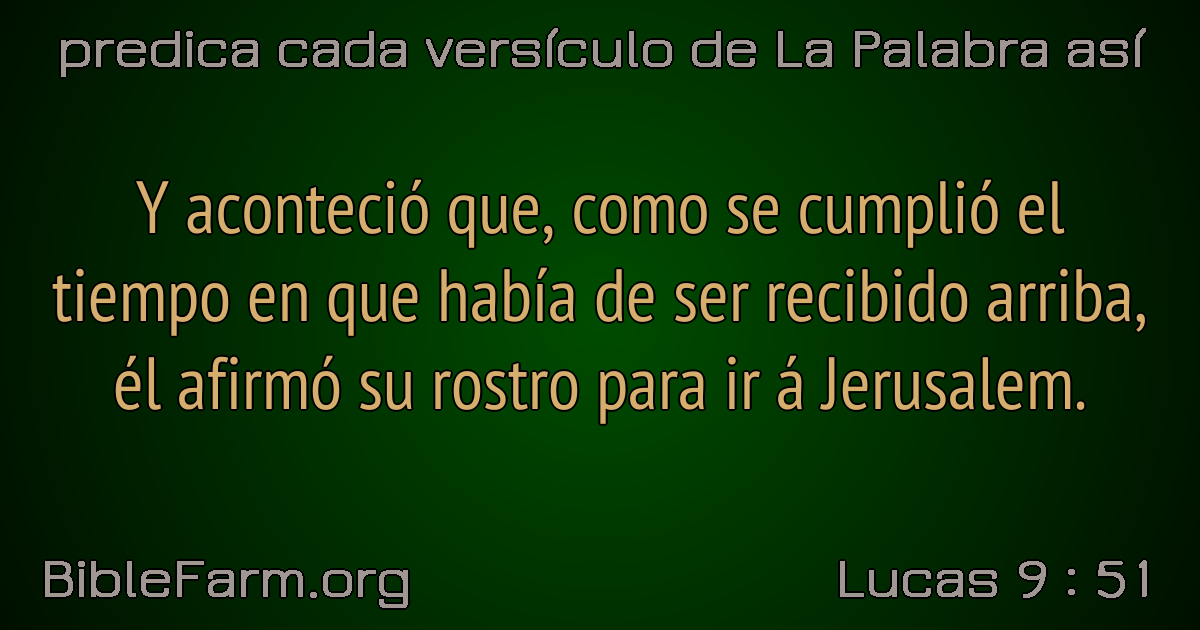 predica cada versículo de La Palabra así
Y aconteció que, como se cumplió el
tiempo en que había de ser recibido arriba,
él afirmó su rostro para ir á Jerusalem.
BibleFarm.org
Lucas 9 : 51